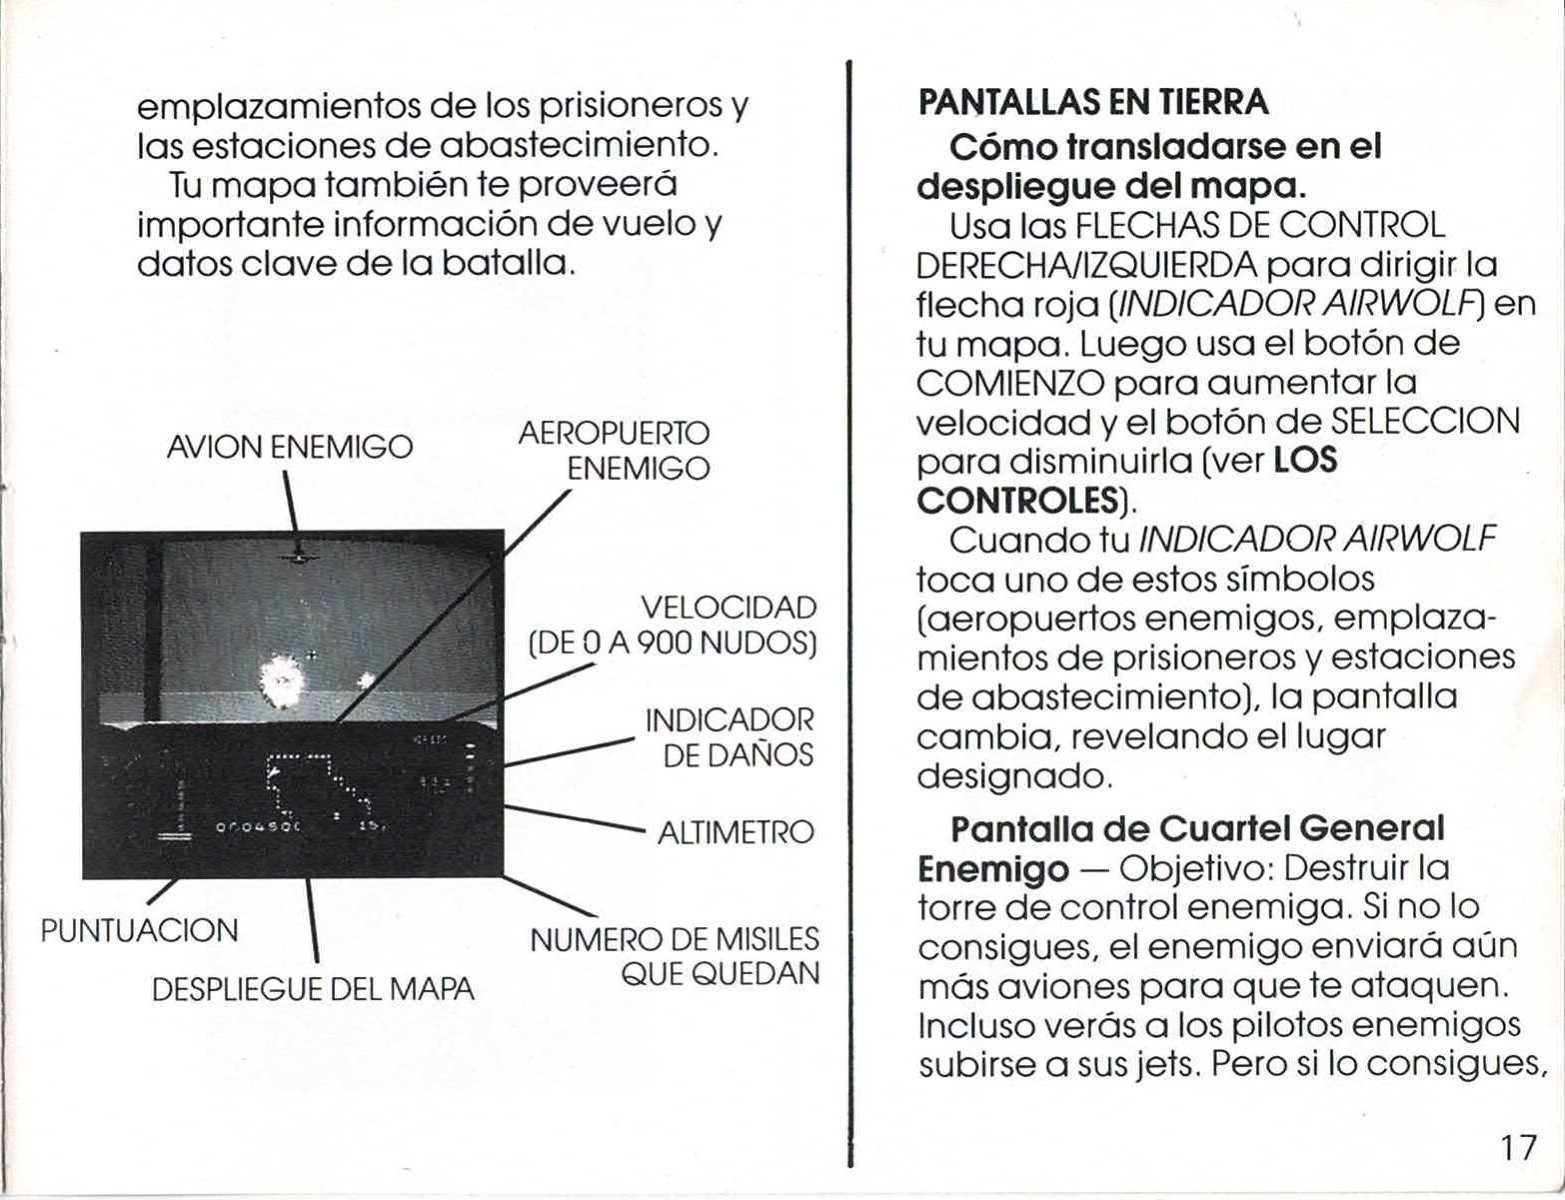 emplazamientos de los prisioneros y
las estaciones de abastecimiento.
Tu mapa también te proveerá
importante información de vuelo y
datos clave de la batalla.
AVION ENEMIGO
AEROPUERTO
ENEMIGO
VELOCIDAD
(DE 0 A 900 NUDOS)
INDICADOR
DE DAÑOS
ALTIMETRO
PUNTUACION
DESPLIEGUE DEL MAPA
NUMERO DE MISILES
QUE QUEDAN
PANTALLAS EN TIERRA
Cómo transladarse en el
despliegue del mapa.
Usa las FLECHAS DE CONTROL
DERECHA/IZQUIERDA para dirigir la
flecha roja (INDICADOR AIRWOLF) en
tu mapa. Luego usa el botón de
COMIENZO para aumentar la
velocidad y el botón de SELECCION
para disminuirla (ver LOS
CONTROLES).
Cuando tu INDICADOR AIRWOLF
toca uno de estos símbolos
(aeropuertos enemigos, emplaza-
mientos de prisioneros y estaciones
de abastecimiento), la pantalla
cambia, revelando el lugar
designado.
Pantalla de Cuartel General
Enemigo — Objetivo: Destruir la
torre de control enemiga. Si no lo
consigues, el enemigo enviará aún
más aviones para que te ataquen.
Incluso verás a los pilotos enemigos
subirse a sus jets. Pero si lo consigues,
17